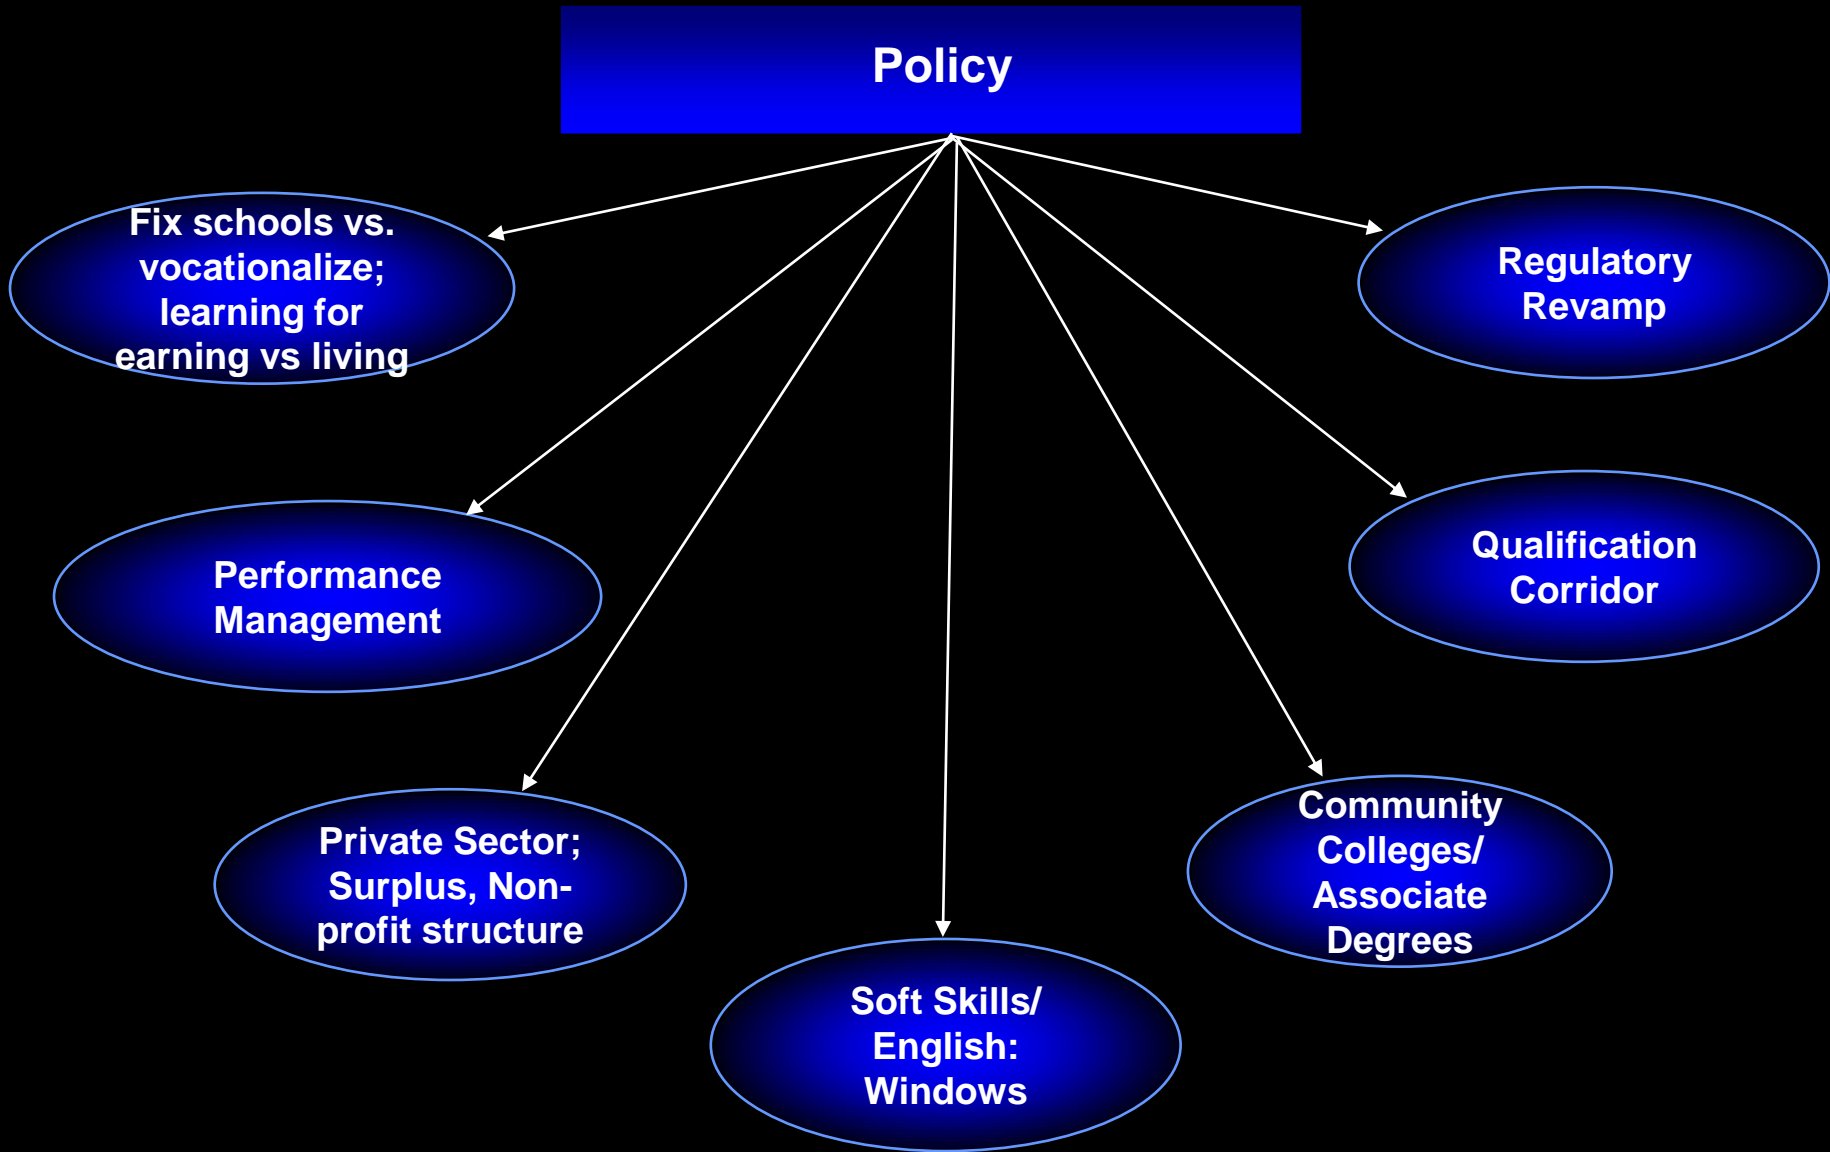 Policy
Fix schools vs.
vocationalize;
learning for
earning vs living
Regulatory
Revamp
Performance
Management
Qualification
Corridor
Private Sector;
Surplus, Non-
profit structure
Community
Colleges/
Associate
Degrees
Soft Skills/
English:
Windows